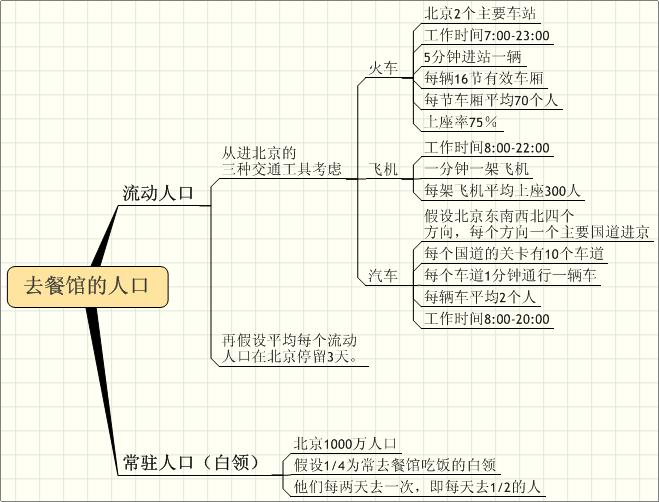 去餐馆的人口
流动人口
从进北京的
三种交通工具考虑
火车
北京2个主要车站
工作时间7:00-23:00
5分钟进站一辆
每辆16节有效车厢
每节车厢平均70个人
上座率75%
飞机
工作时间8:00-22:00
一分钟一架飞机
每架飞机平均上座300人
汽车
假设北京东南西北四个
方向，每个方向一个主要国道进京
每个国道的关卡有10个车道
每个车道1分钟通行一辆车
每辆车平均2个人
工作时间8:00-20:00
再假设平均每个流动
人口在北京停留3天。
常驻人口（白领）
北京1000万人口
假设1/4为常去餐馆吃饭的白领
他们每两天去一次，即每天去1/2的人